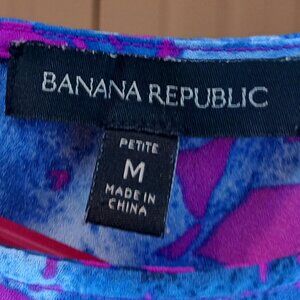 BANANA REPUBLIC
PETITE
M
MADE IN
CHINA